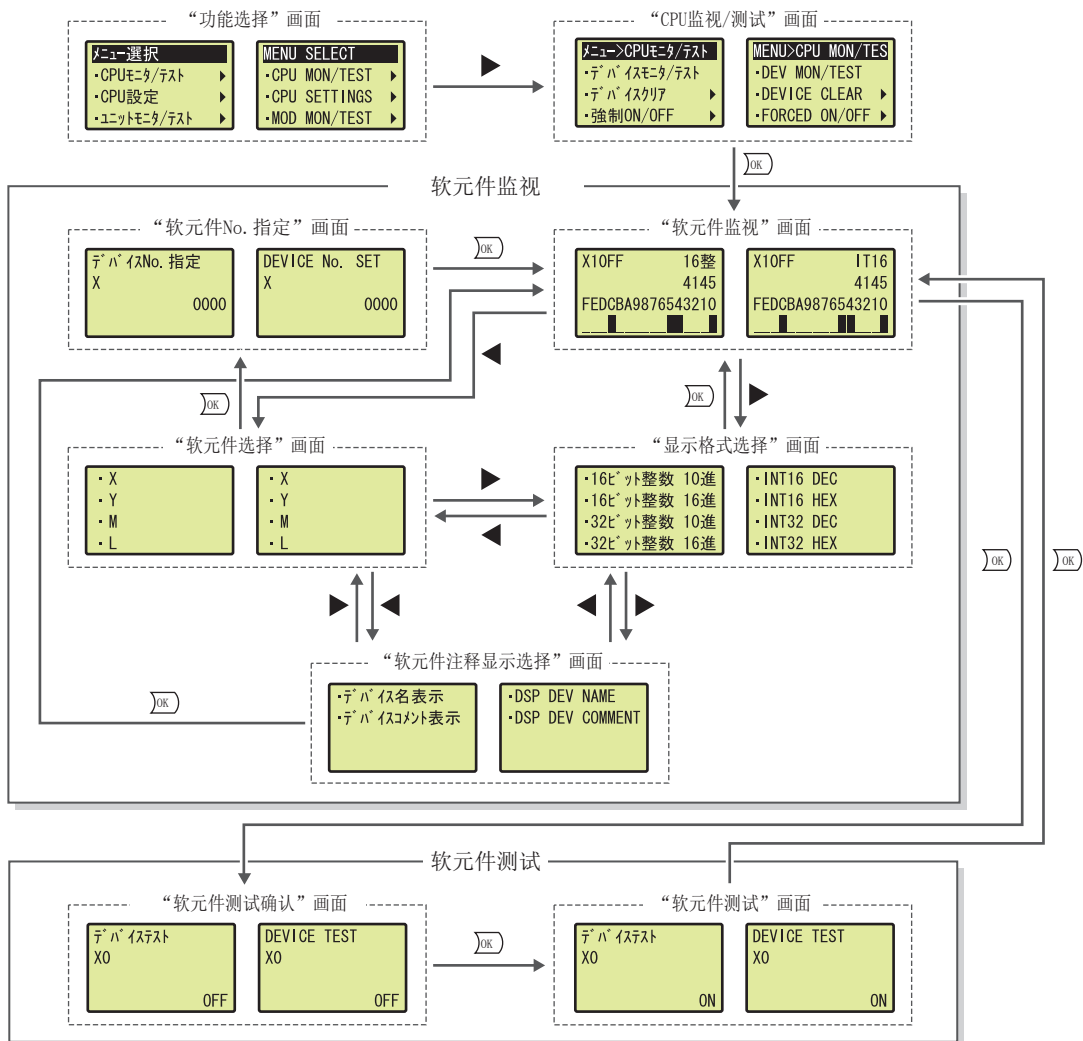 “功能选择”画面
“CPU监视/测试”画面
ﾒﾆｭｰ選択
・CPUﾓﾆﾀ/ﾃｽﾄ ▶
・CPU設定 ▶
・ﾕﾆｯﾄﾓﾆﾀ/ﾃｽﾄ ▶
MENU SELECT
・CPU MON/TEST ▶
・CPU SETTINGS ▶
・MOD MON/TEST ▶
ﾒﾆｭｰ>CPUﾓﾆﾀ/ﾃｽﾄ
・ﾃﾞﾊﾞｲｽﾓﾆﾀ/ﾃｽﾄ
・ﾃﾞﾊﾞｲｽｸﾘｱ ▶
・強制ON/OFF ▶
MENU>CPU MON/TES
・DEV MON/TEST
・DEVICE CLEAR ▶
・FORCED ON/OFF ▶
OK
软元件监视
“软元件No.指定”画面
“软元件监视”画面
ﾃﾞﾊﾞｲｽNo.指定
X
0000
DEVICE No. SET
X
0000
OK
X10FF 16整
4145
FEDCBA9876543210
X10FF IT16
4145
FEDCBA9876543210
OK
OK
“软元件选择”画面
“显示格式选择”画面
・X
・Y
・M
・L
・X
・Y
・M
・L
・16ﾋﾞｯﾄ整数 10進
・16ﾋﾞｯﾄ整数 16進
・32ﾋﾞｯﾄ整数 10進
・32ﾋﾞｯﾄ整数 16進
・INT16 DEC
・INT16 HEX
・INT32 DEC
・INT32 HEX
OK
OK
“软元件注释显示选择”画面
・ﾃﾞﾊﾞｲｽ名表示
・ﾃﾞﾊﾞｲｽｺﾒﾝﾄ表示
・DSP DEV NAME
・DSP DEV COMMENT
OK
软元件测试
“软元件测试确认”画面
“软元件测试”画面
ﾃﾞﾊﾞｲｽﾃｽﾄ
X0
OFF
DEVICE TEST
X0
OFF
OK
ﾃﾞﾊﾞｲｽﾃｽﾄ
X0
ON
DEVICE TEST
X0
ON